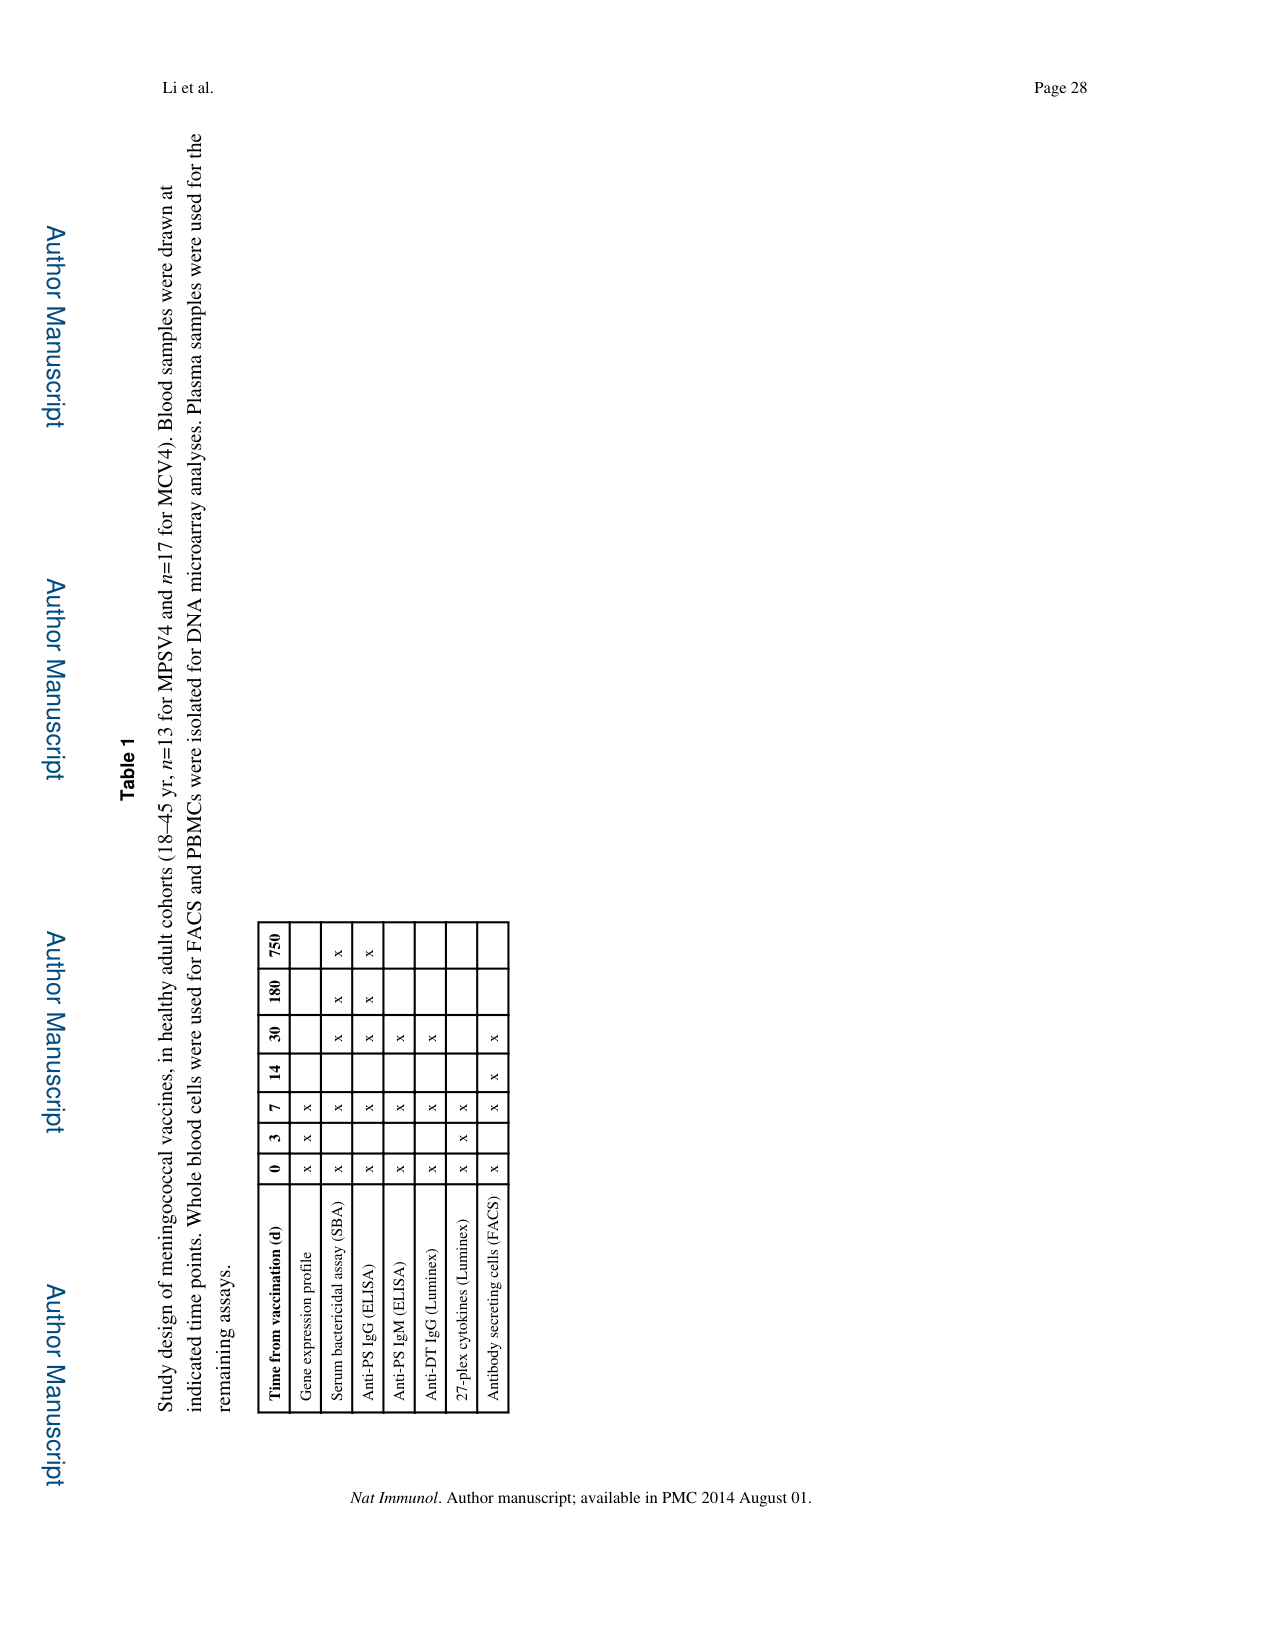 Li et al. Page 28
Author Manuscript
Author Manuscript
Author Manuscript
Author Manuscript
Table 1
Study design of meningococcal vaccines, in healthy adult cohorts (18–45 yr, n=13 for MPSV4 and n=17 for MCV4). Blood samples were drawn at
indicated time points. Whole blood cells were used for FACS and PBMCs were isolated for DNA microarray analyses. Plasma samples were used for the
remaining assays.
Time from vaccination (d) 0 3 7 14 30 180 750
Gene expression profile x x x
Serum bactericidal assay (SBA) x x x x x
Anti-PS IgG (ELISA) x x x x x
Anti-PS IgM (ELISA) x x x
Anti-DT IgG (Luminex) x x x
27-plex cytokines (Luminex) x x x
Antibody secreting cells (FACS) x x x x
Nat Immunol. Author manuscript; available in PMC 2014 August 01.